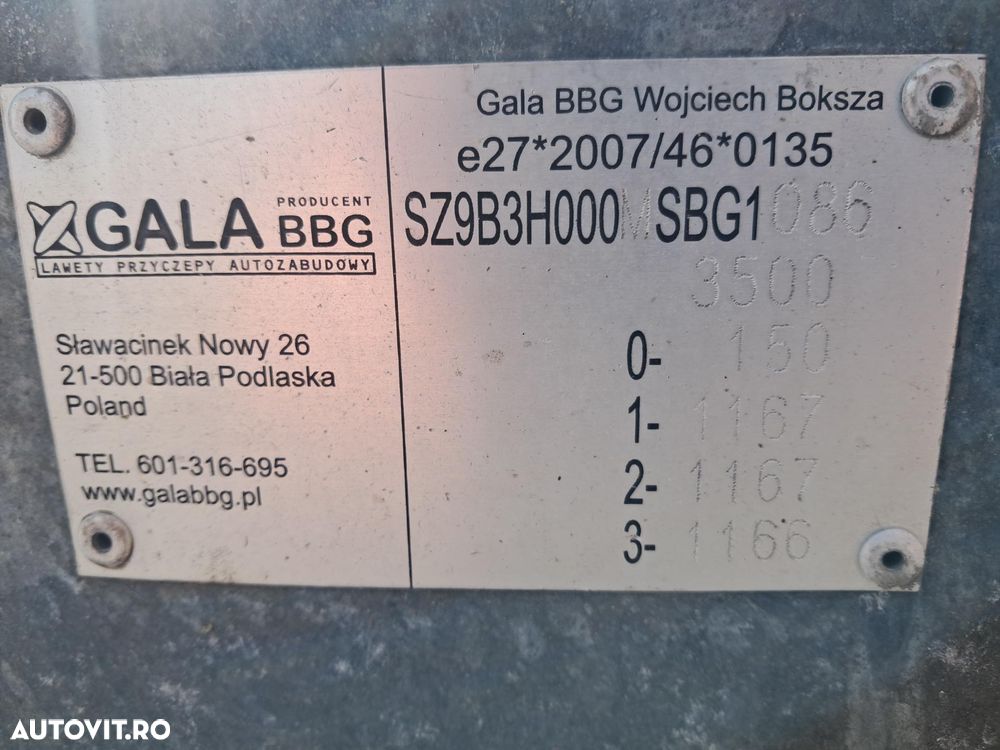 PRODUCENT
GALA BBG
LAWETY PRZYCZEPY AUTOZABUDOWY
Sławacinek Nowy 26
21-500 Biała Podlaska
Poland
TEL. 601-316-695
www.galabbg.pl
Gala BBG Wojciech Boksza
e27*2007/46*0135
SZ9B3H000MSBG1086
3500
0- 150
1- 1167
2- 1167
3- 1166
AUTOVIT.RO